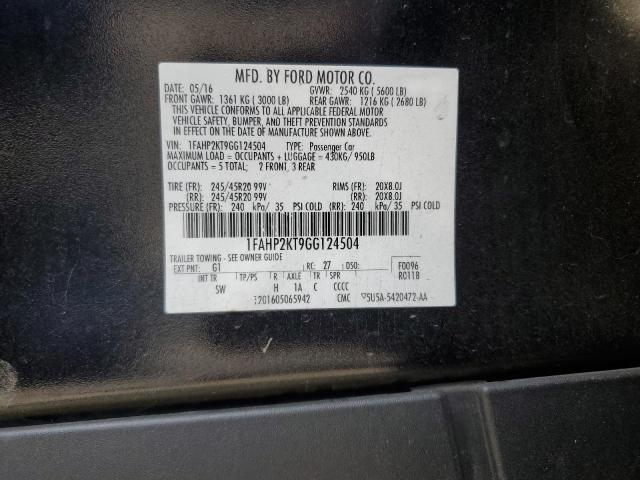 MFD. BY FORD MOTOR CO.
DATE: 05/16 GVWR: 2540 KG ( 5600 LB)
FRONT GAWR: 1361 KG ( 3000 LB) REAR GAWR: 1216 KG ( 2680 LB)
THIS VEHICLE CONFORMS TO ALL APPLICABLE FEDERAL MOTOR
VEHICLE SAFETY, BUMPER, AND THEFT PREVENTION STANDARDS IN
EFFECT ON THE DATE OF MANUFACTURE SHOWN ABOVE.
VIN: 1FAHP2KT9GG124504 TYPE: Passenger Car
MAXIMUM LOAD = OCCUPANTS + LUGGAGE = 430KG/ 950LB
OCCUPANTS = 5 TOTAL; 2 FRONT, 3 REAR
TIRE (FR): 245/45R20 99V RIMS (FR): 20X8.0J
(RR): 245/45R20 99V (RR): 20X8.0J
PRESSURE (FR): 240 kPa/ 35 PSI COLD (RR): 240 kPa/ 35 PSI COLD
1FAHP2KT9GG124504
TRAILER TOWING - SEE OWNER GUIDE
EXT PNT: G1 RC: 27 DSO: F0096
INT TR TP/PS R AXLE TR SPR R0118
SW H 1A C CCCC
201605065942 CMC 5U5A-5420472-AA